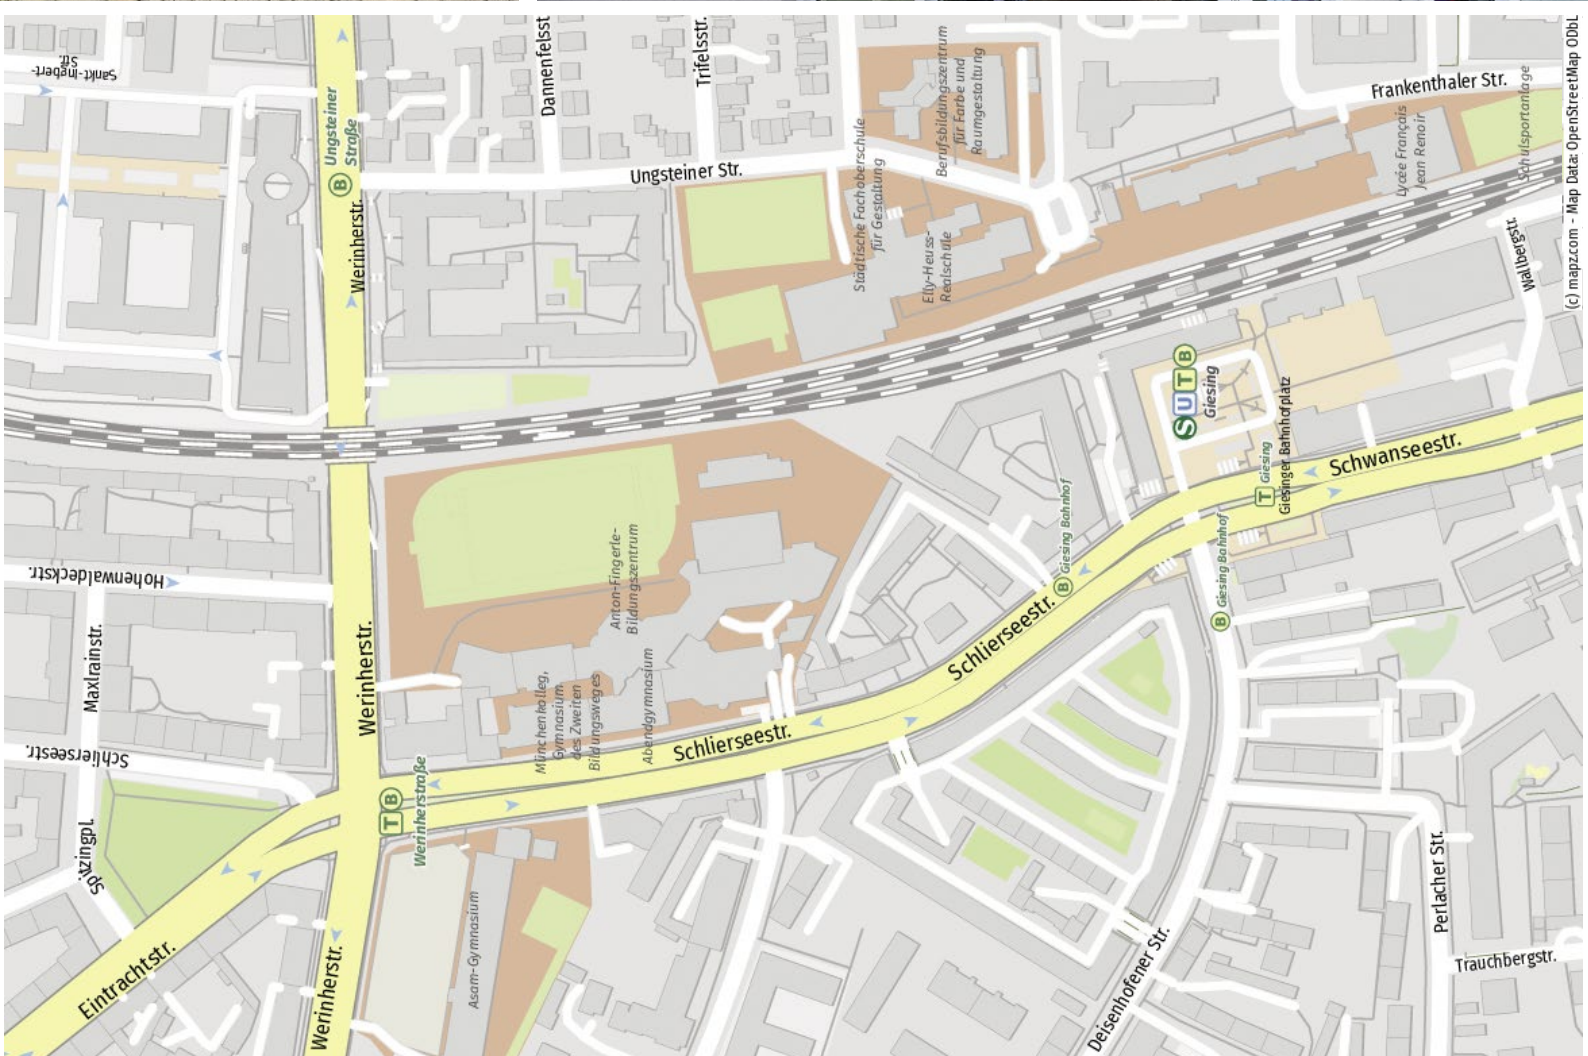 Sankt-Ingbert-
Str.
Ungsteiner
Straße
B
Werinherstr.
Dannenfelsst
Trifelsstr.
Ungsteiner Str.
Städtische Fachoberschule
für Gestaltung
Elly-Heuss-
Realschule
Berufsbildungszentrum
für Farbe und
Raumgestaltung
Frankenthaler Str.
Lycée Français
Jean Renoir
Schulsportanlage
Wallbergstr.
(c) mapz.com - Map Data: OpenStreetMap ODbL
S U T B
Giesing
T Giesing
Giesinger Bahnhofplatz
Schwanseestr.
B Giesing Bahnhof
B Giesing Bahnhof
Schlierseestr.
Hohenwaldeckstr.
Maxlrainstr.
Schlierseestr.
Werinherstr.
Anton-Fingerle-
Bildungszentrum
Münchenkolleg,
Gymnasium
des Zweiten
Bildungsweges
Abendgymnasium
Schlierseestr.
T B
Werinherstraße
Spitzingpl.
Eintrachtstr.
Werinherstr.
Asam-Gymnasium
Deisenhofener Str.
Perlacher Str.
Trauchbergstr.